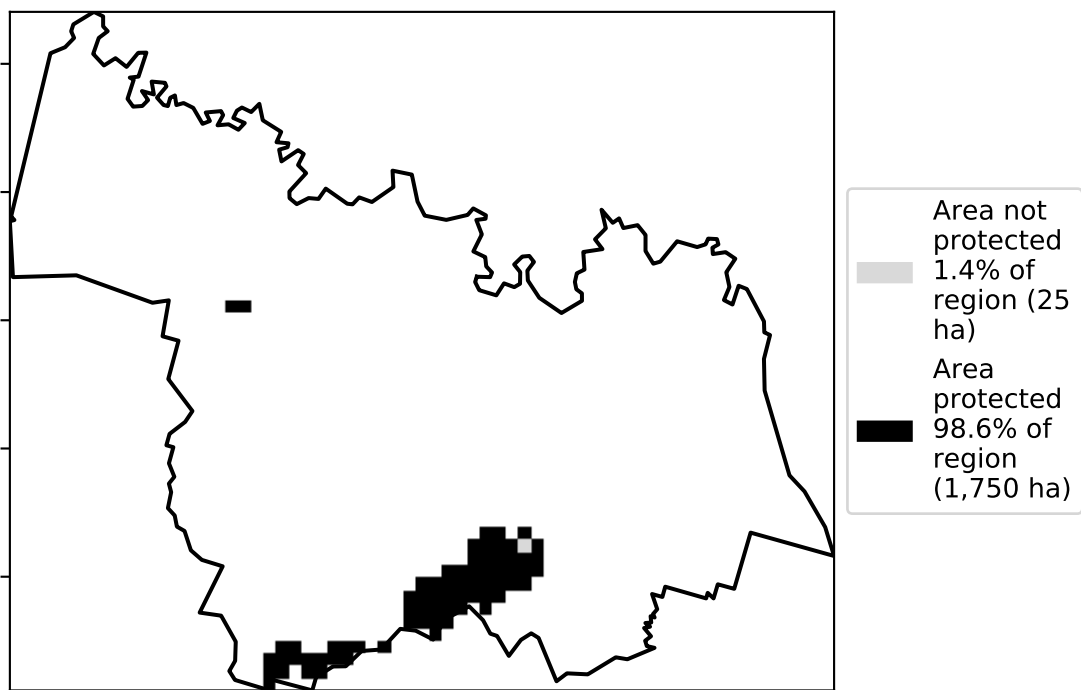 Area not
protected
1.4% of
region (25
ha)
Area
protected
98.6% of
region
(1,750 ha)